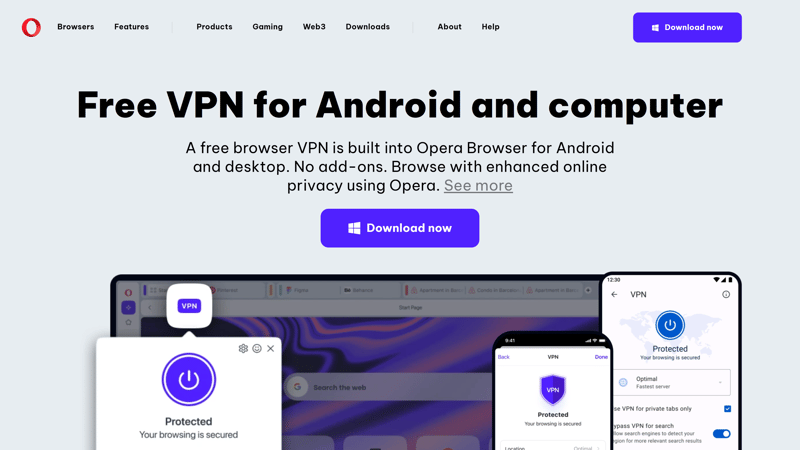 Browsers Features Products Gaming Web3 Downloads About Help Download now
Free VPN for Android and computer
A free browser VPN is built into Opera Browser for Android
and desktop. No add-ons. Browse with enhanced online
privacy using Opera. See more
Download now
VPN
Figma
Behance
Start Page
Search the web
Protected
Your browsing is secured
9:41
Back VPN Done
VPN
Protected
Your browsing is secured
Location Optimal
12:30
VPN
Protected
Your browsing is secured
Optimal
Fastest server
VPN for private tabs only
VPN for search
search engines to detect your
for more relevant search results